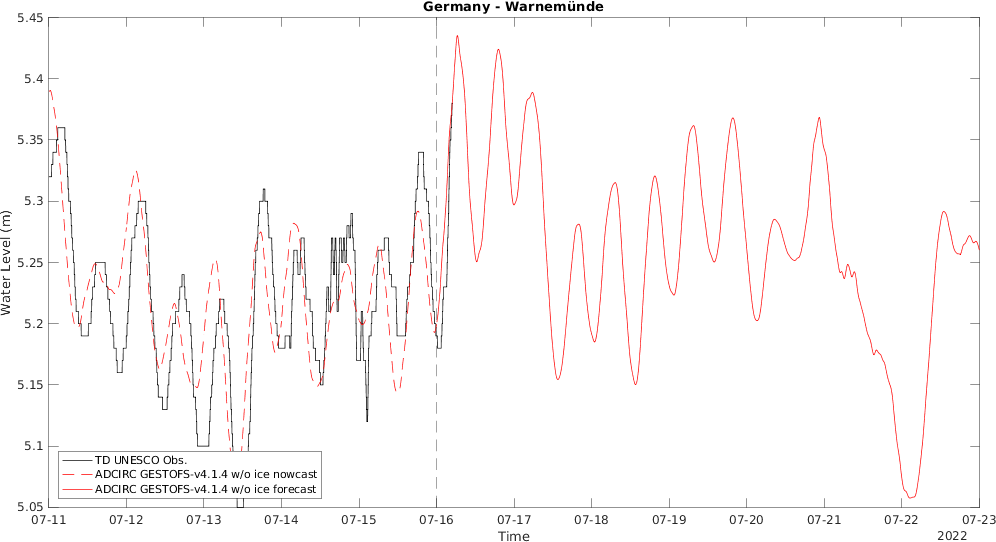 Germany - Warnemünde
5.45
5.4
5.35
5.3
5.25
5.2
5.15
5.1
5.05
Water Level (m)
TD UNESCO Obs.
ADCIRC GESTOFS-v4.1.4 w/o ice nowcast
ADCIRC GESTOFS-v4.1.4 w/o ice forecast
07-11 07-12 07-13 07-14 07-15 07-16 07-17 07-18 07-19 07-20 07-21 07-22 07-23
Time
2022